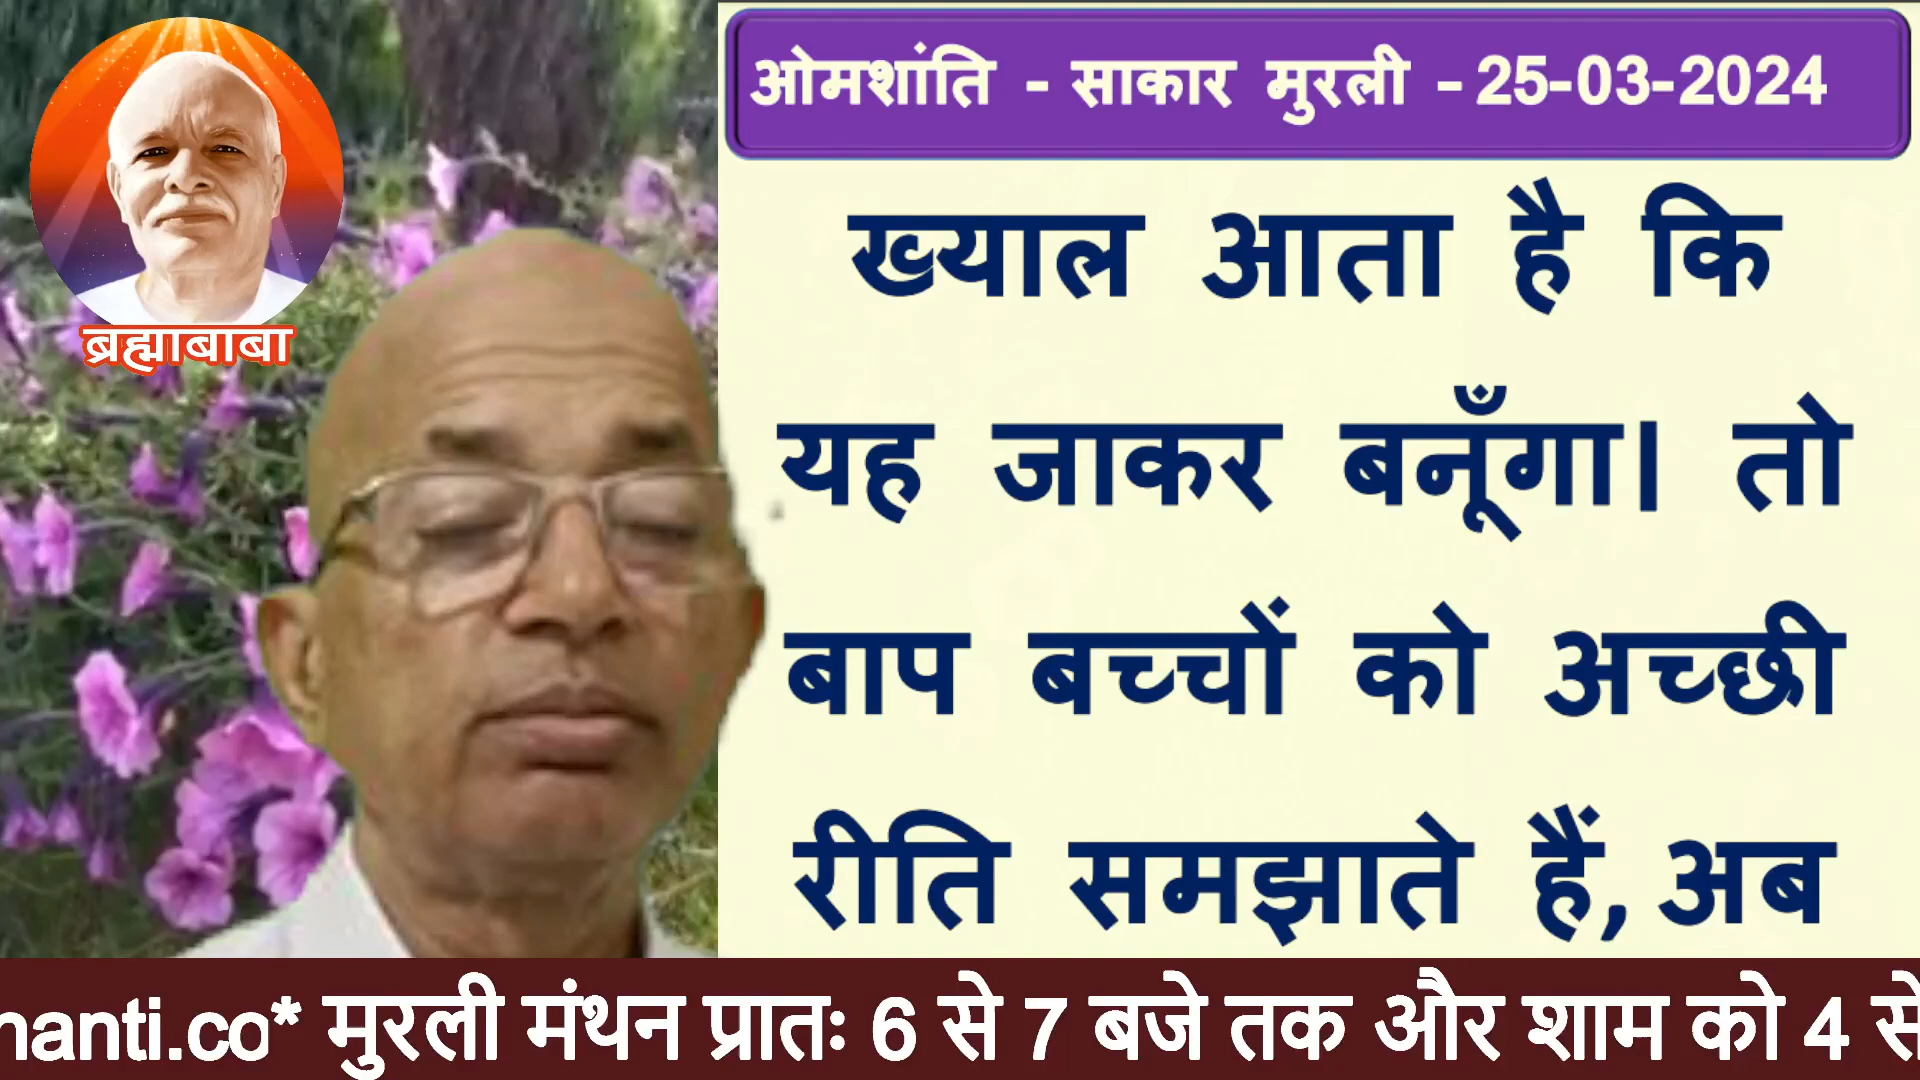 ब्रह्माबाबा
ओमशांति - साकार मुरली - 25-03-2024
ख्याल आता है कि
यह जाकर बनूँगा। तो
बाप बच्चों को अच्छी
रीति समझाते हैं, अब
hanti.co* मुरली मंथन प्रातः 6 से 7 बजे तक और शाम को 4 से